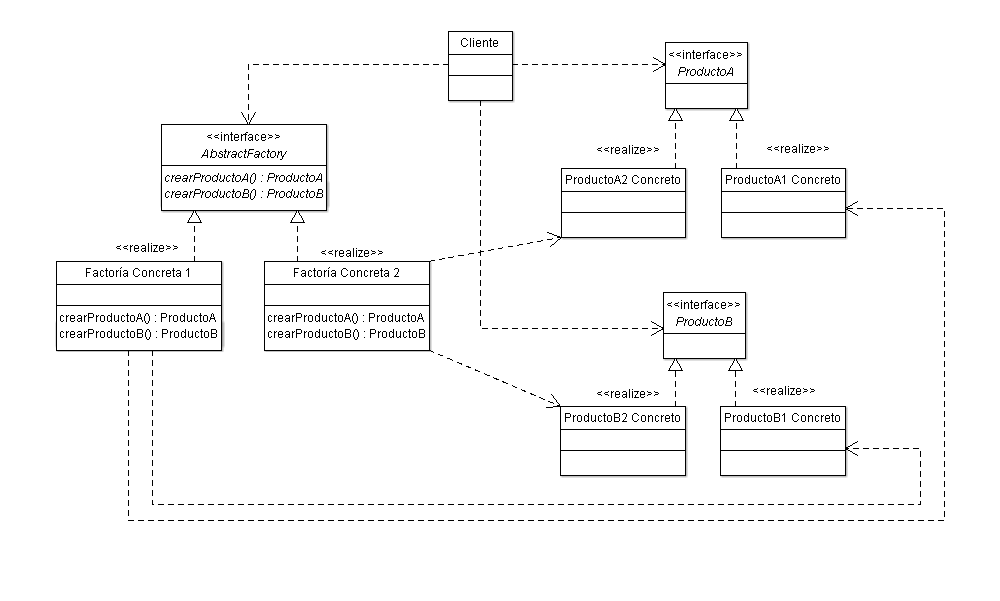 Cliente
<<interface>>
ProductoA
<<interface>>
AbstractFactory
crearProductoA() : ProductoA
crearProductoB() : ProductoB
<<realize>>
<<realize>>
ProductoA2 Concreto
ProductoA1 Concreto
<<realize>>
<<realize>>
Factoría Concreta 1
crearProductoA() : ProductoA
crearProductoB() : ProductoB
Factoría Concreta 2
crearProductoA() : ProductoA
crearProductoB() : ProductoB
<<interface>>
ProductoB
<<realize>>
<<realize>>
ProductoB2 Concreto
ProductoB1 Concreto